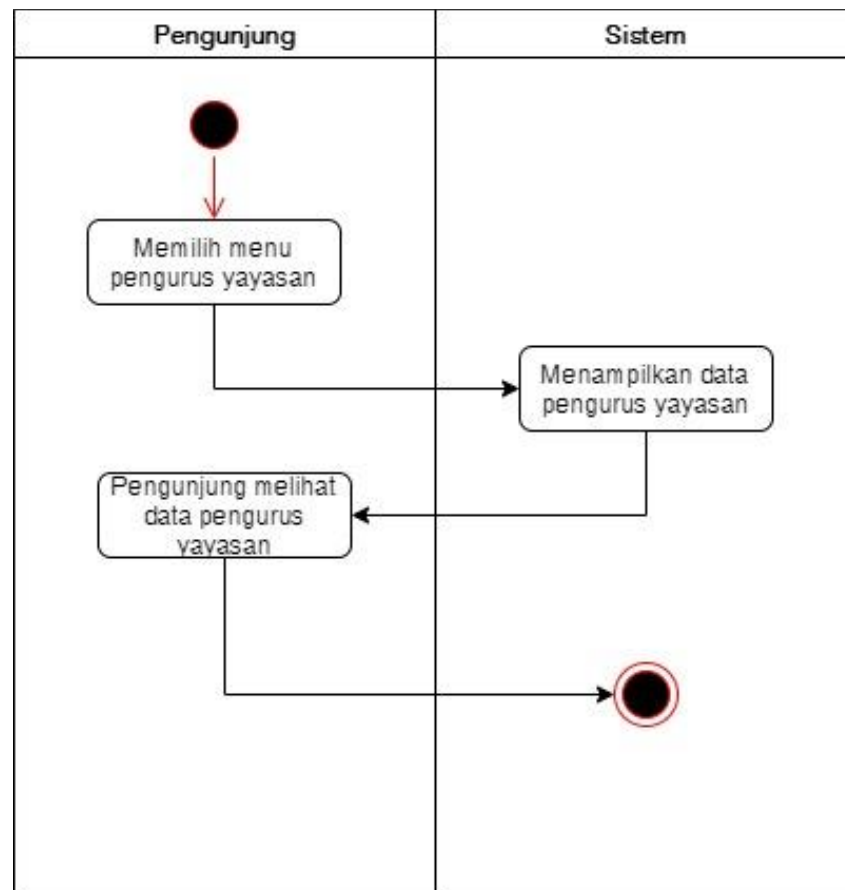 Pengunjung
Sistem
Memilih menu
pengurus yayasan
Menampilkan data
pengurus yayasan
Pengunjung melihat
data pengurus
yayasan